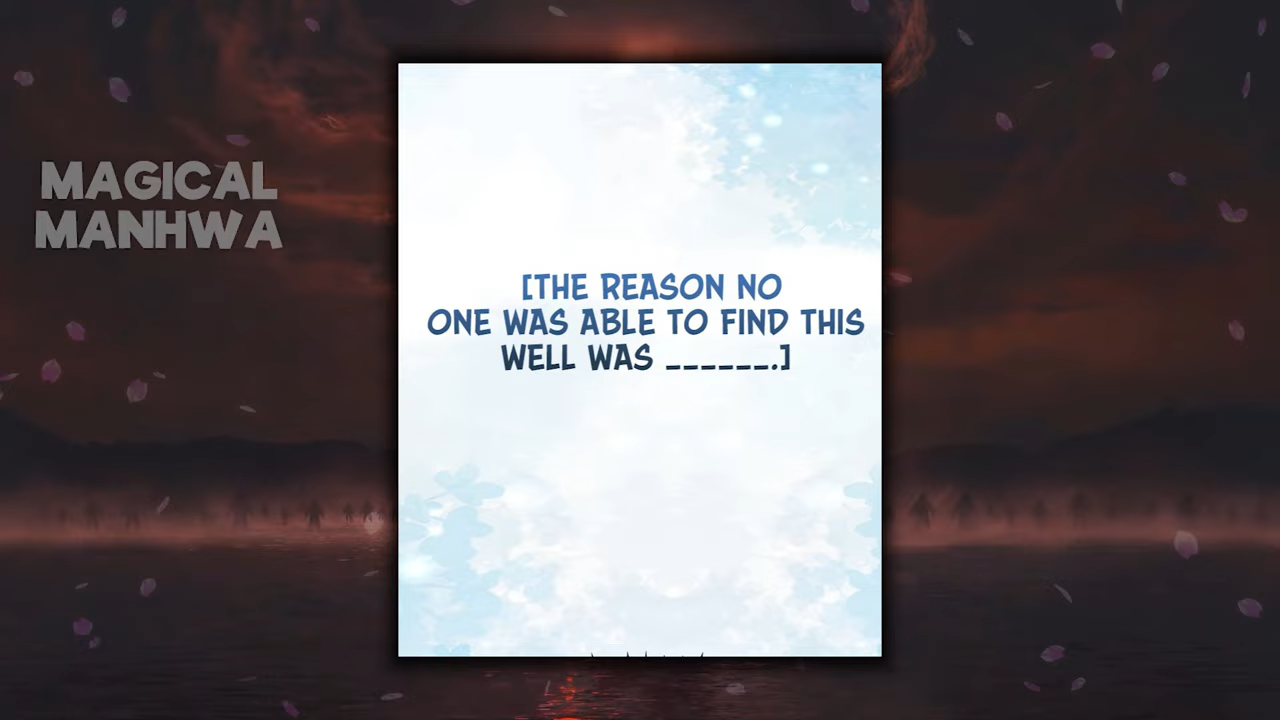 MAGICAL
MANHWA
[THE REASON NO
ONE WAS ABLE TO FIND THIS
WELL WAS ______.]